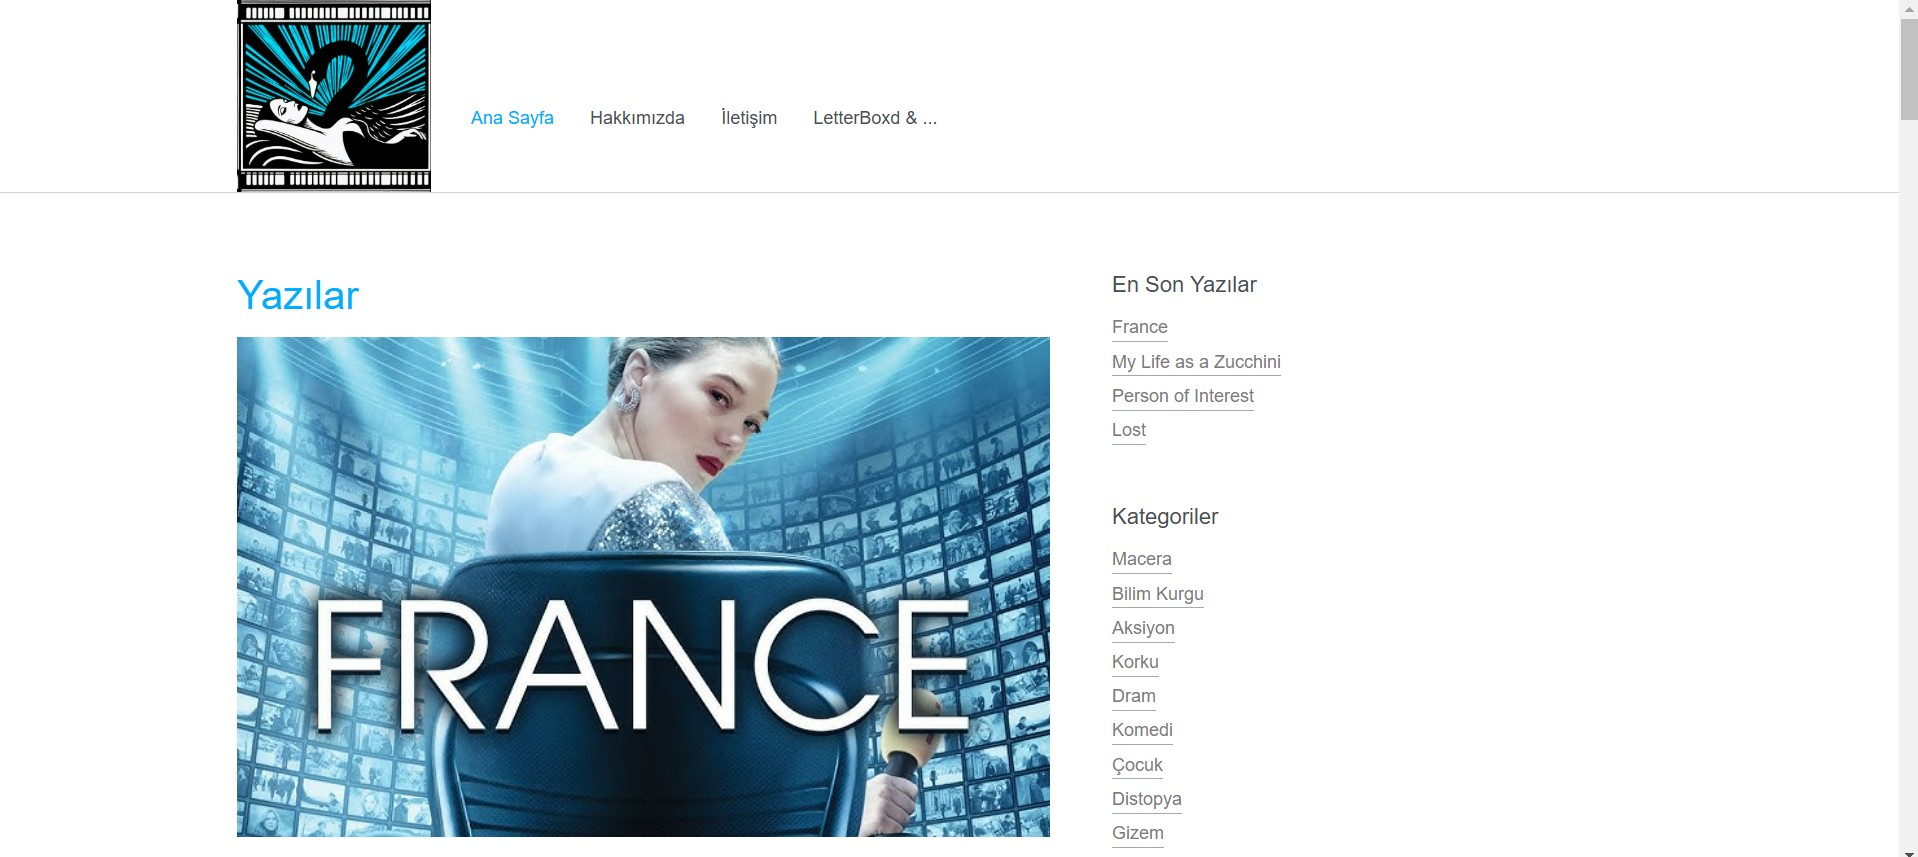 Ana Sayfa
Hakkımızda
İletişim
LetterBoxd & ...
Yazılar
FRANCE
En Son Yazılar
France
My Life as a Zucchini
Person of Interest
Lost
Kategoriler
Macera
Bilim Kurgu
Aksiyon
Korku
Dram
Komedi
Çocuk
Distopya
Gizem